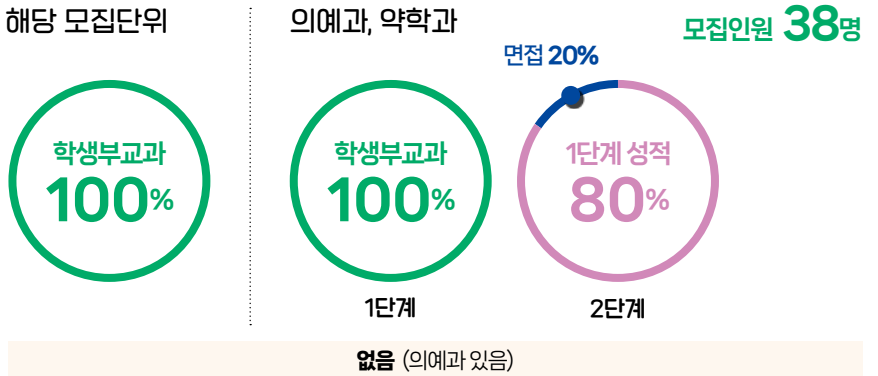 해당 모집단위
의예과, 약학과
모집인원 38명
면접 20%
학생부교과
100%
학생부교과
100%
1단계 성적
80%
1단계
2단계
없음 (의예과 있음)